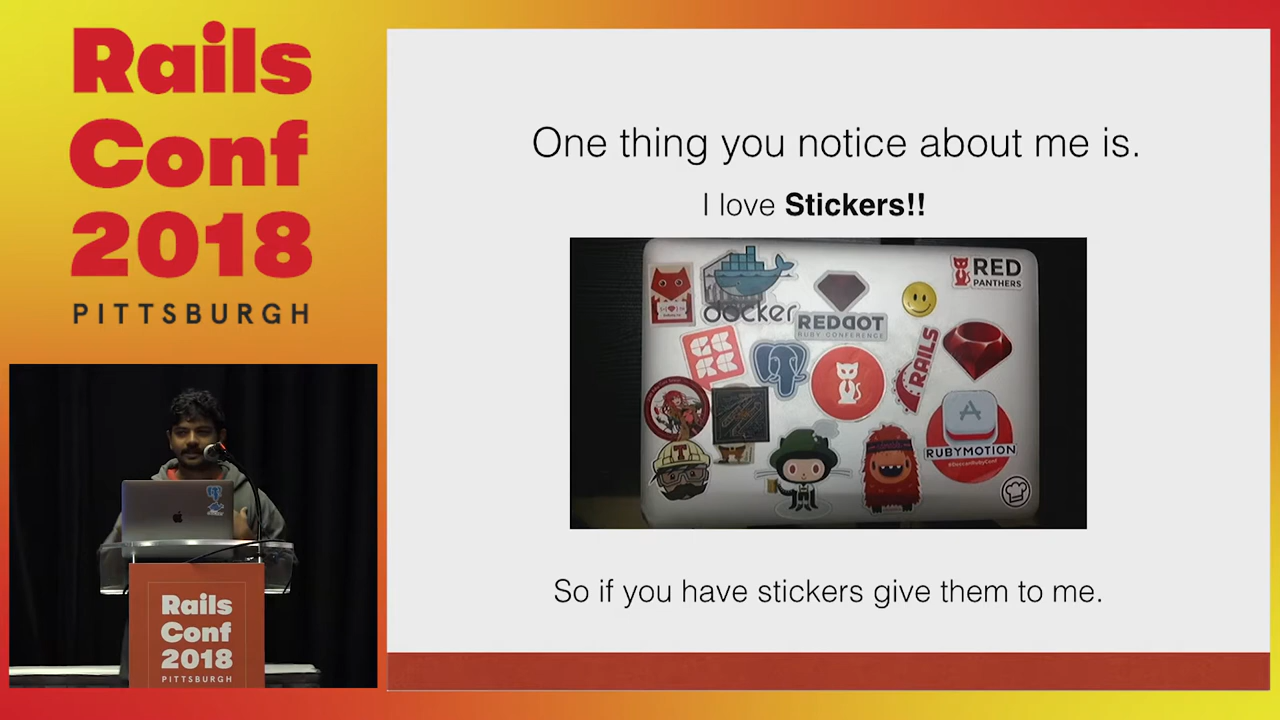 Rails
Conf
2018
PITTSBURGH
One thing you notice about me is.
I love Stickers!!
docker
RED
PANTHERS
REDDOT
RUBY CONFERENCE
RAILS
T
RUBYMOTION
#DeccanRubyConf
So if you have stickers give them to me.
Rails
Conf
2018
PITTSBURGH